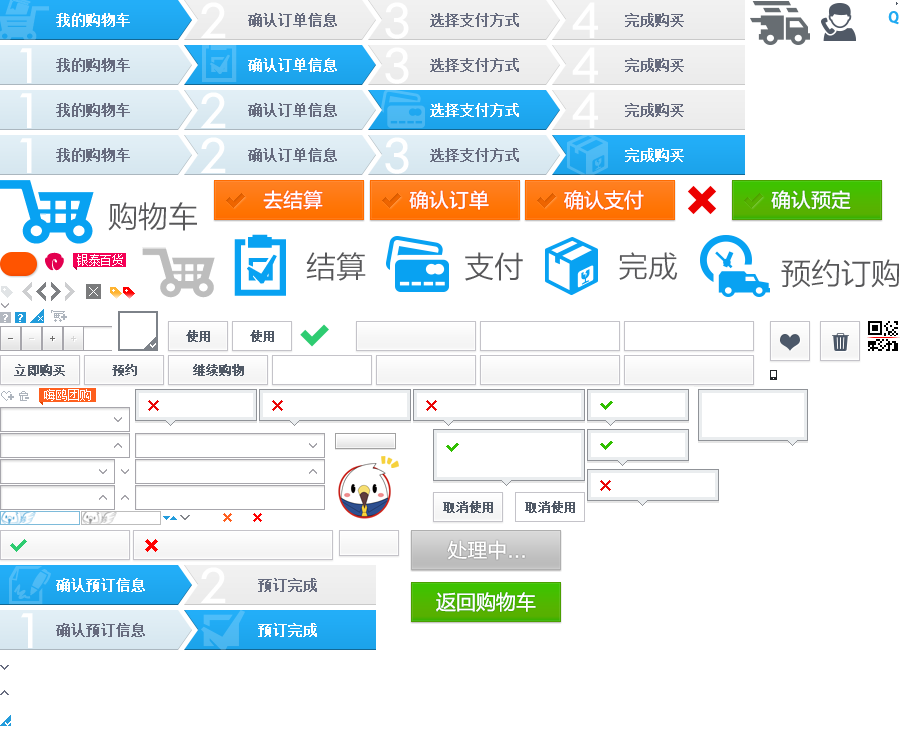 我的购物车 2 确认订单信息 3 选择支付方式 4 完成购买
Q
1 我的购物车 确认订单信息 3 选择支付方式 4 完成购买
1 我的购物车 2 确认订单信息 选择支付方式 4 完成购买
1 我的购物车 2 确认订单信息 3 选择支付方式 完成购买
购物车 去结算 确认订单 确认支付 确认预定
银泰百货 结算 支付 完成 预约订购
? ?
- - + +
使用 使用
立即购买 预约 继续购物
嗨鸥团购
取消使用 取消使用
处理中...
确认预订信息 2 预订完成
返回购物车
1 确认预订信息 预订完成